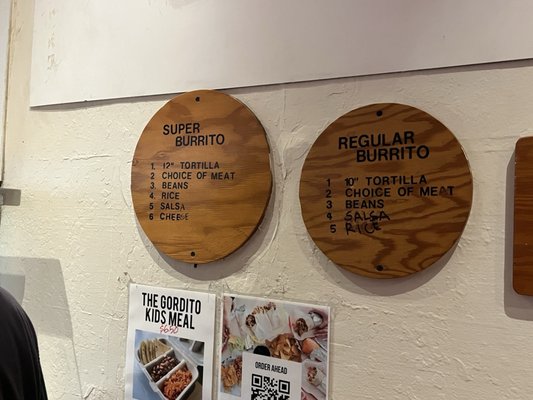 SUPER
BURRITO
1. 12" TORTILLA
2. CHOICE OF MEAT
3. BEANS
4. RICE
5 SALSA
6 CHEESE
REGULAR
BURRITO
1 10" TORTILLA
2 CHOICE OF MEAT
3 BEANS
4 SALSA
5 RICE
THE GORDITO
KIDS MEAL
$6.50
ORDER AHEAD